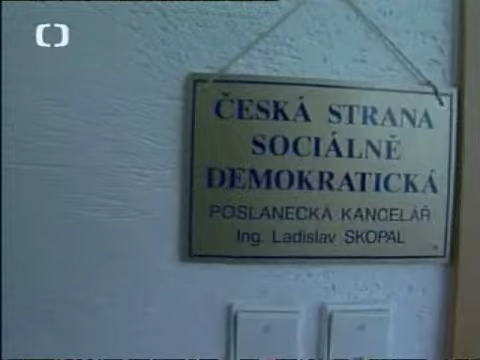 ČESKÁ STRANA
SOCIÁLNĚ
DEMOKRATICKÁ
POSLANECKÁ KANCELÁŘ
Ing. Ladislav SKOPAL